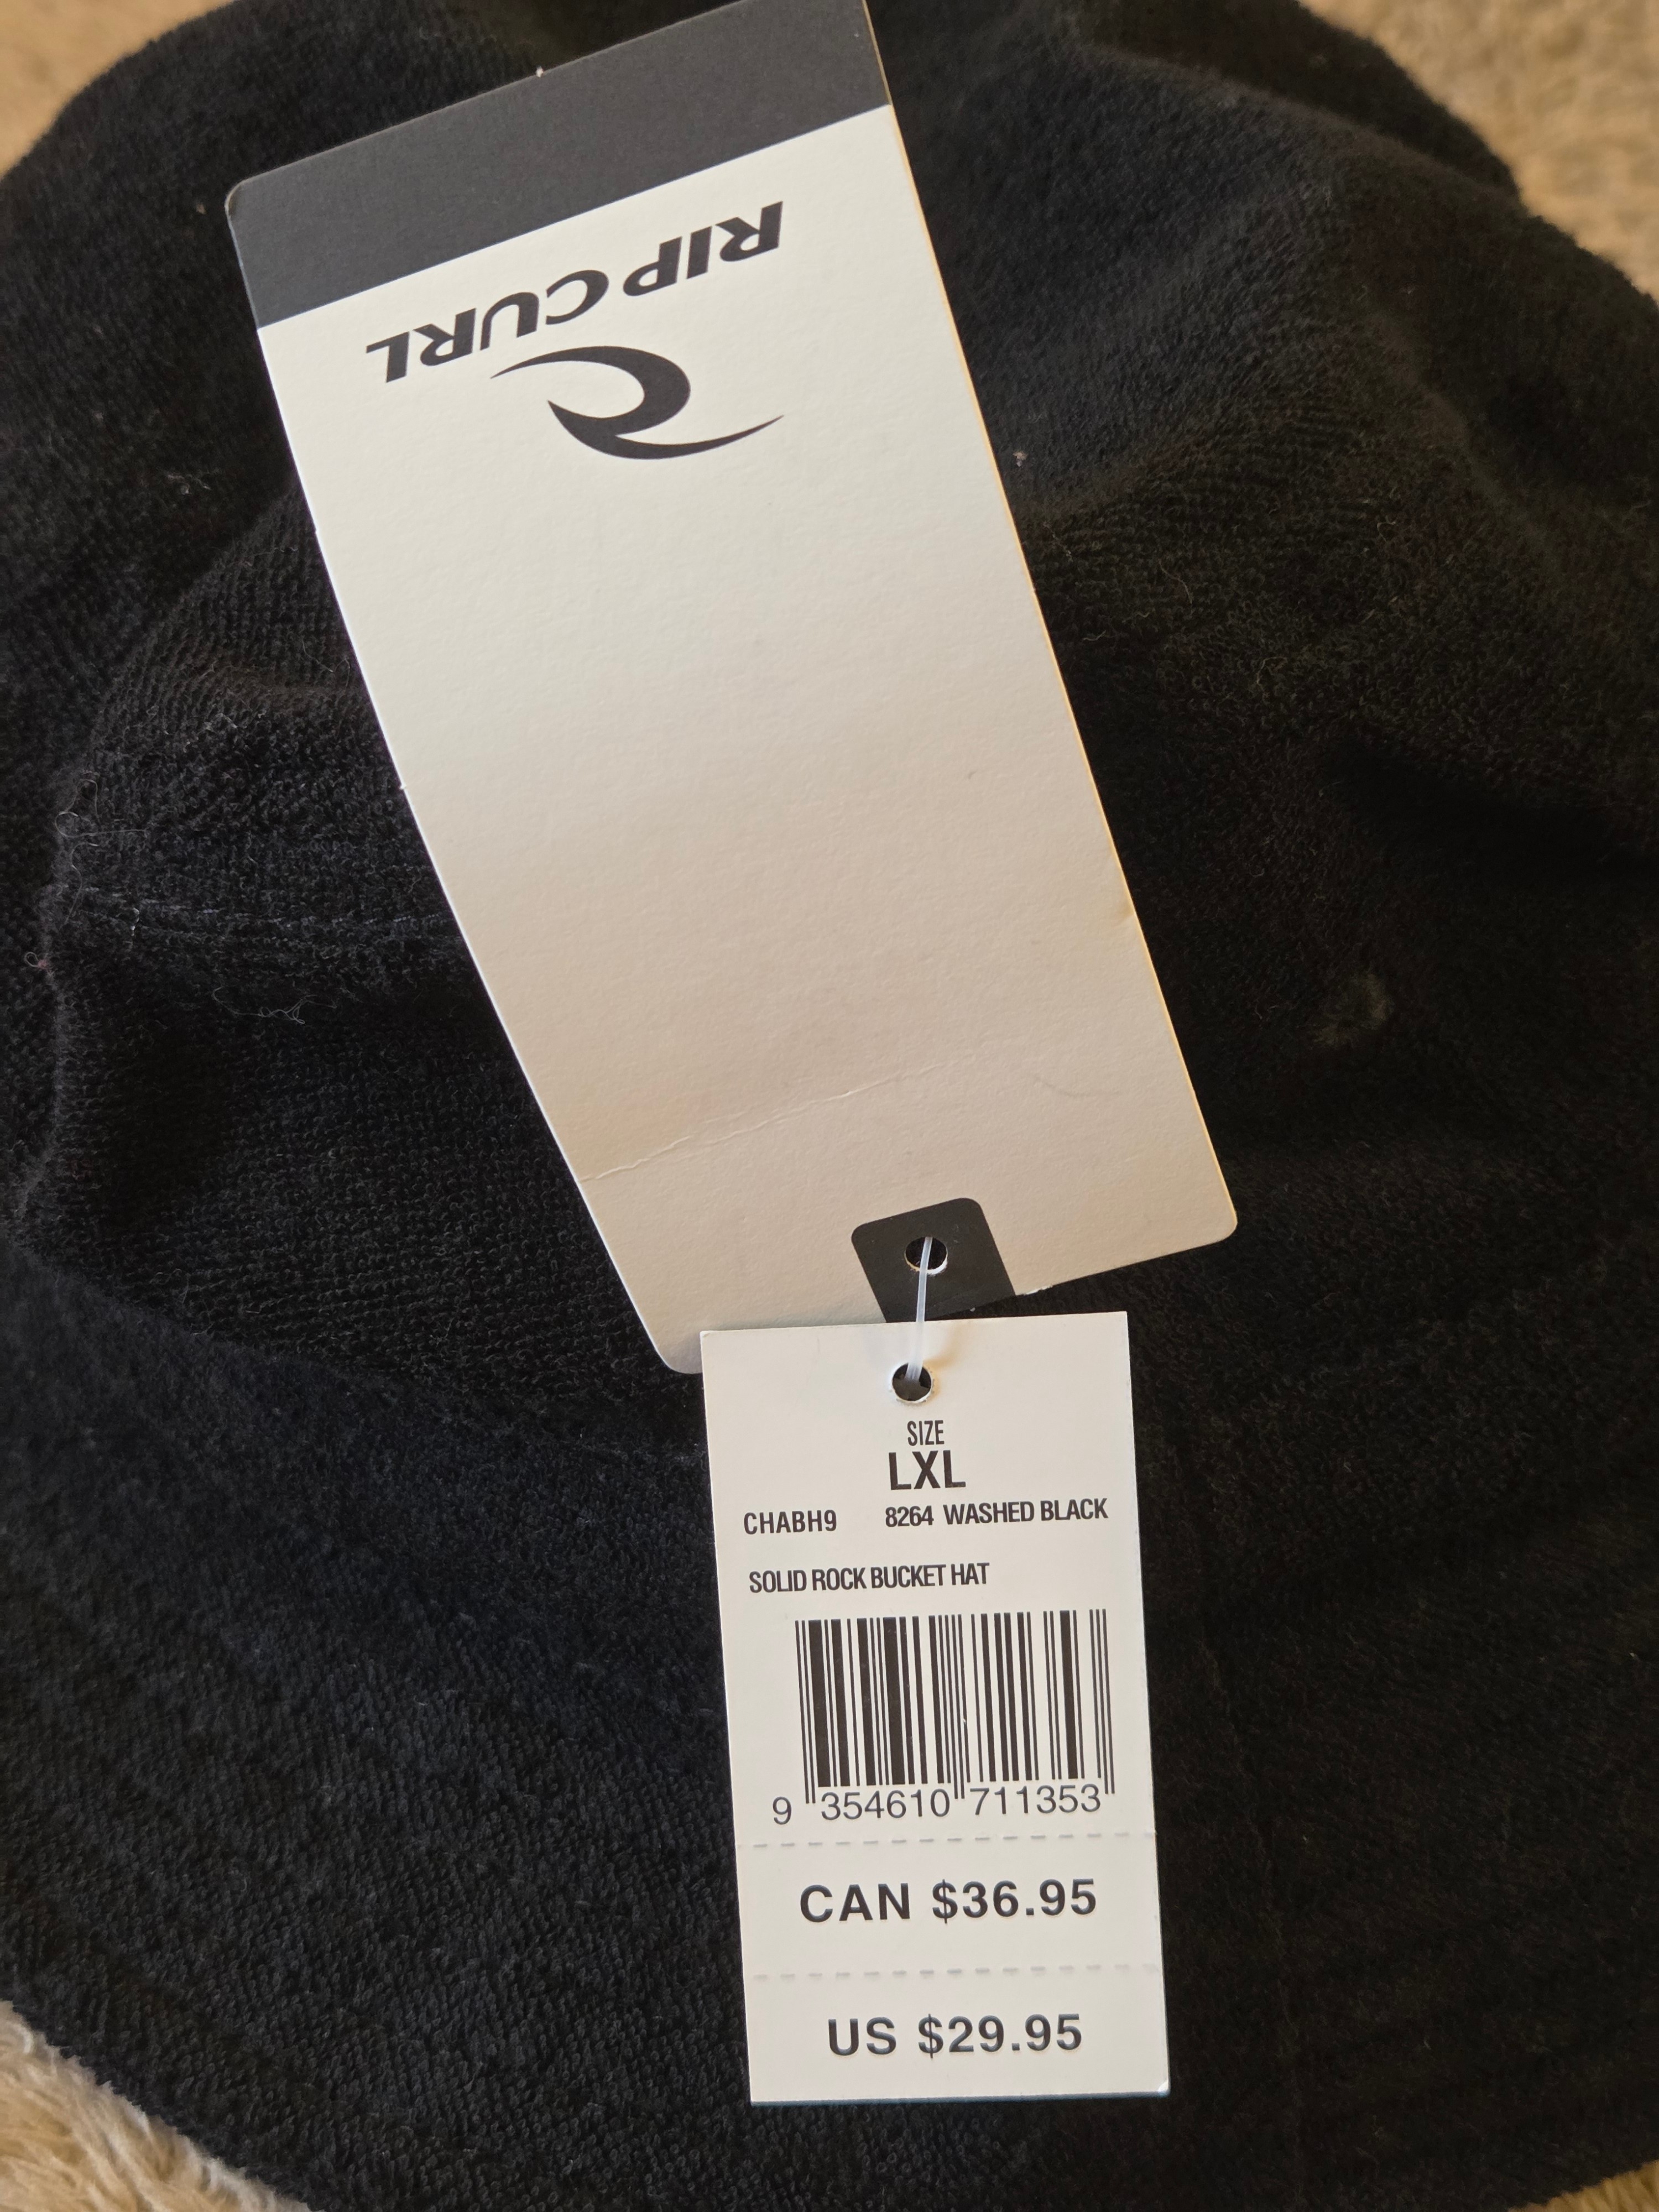 RIP CURL
SIZE
LXL
CHABH9 8264 WASHED BLACK
SOLID ROCK BUCKET HAT
9 354610 711353
CAN $36.95
US $29.95